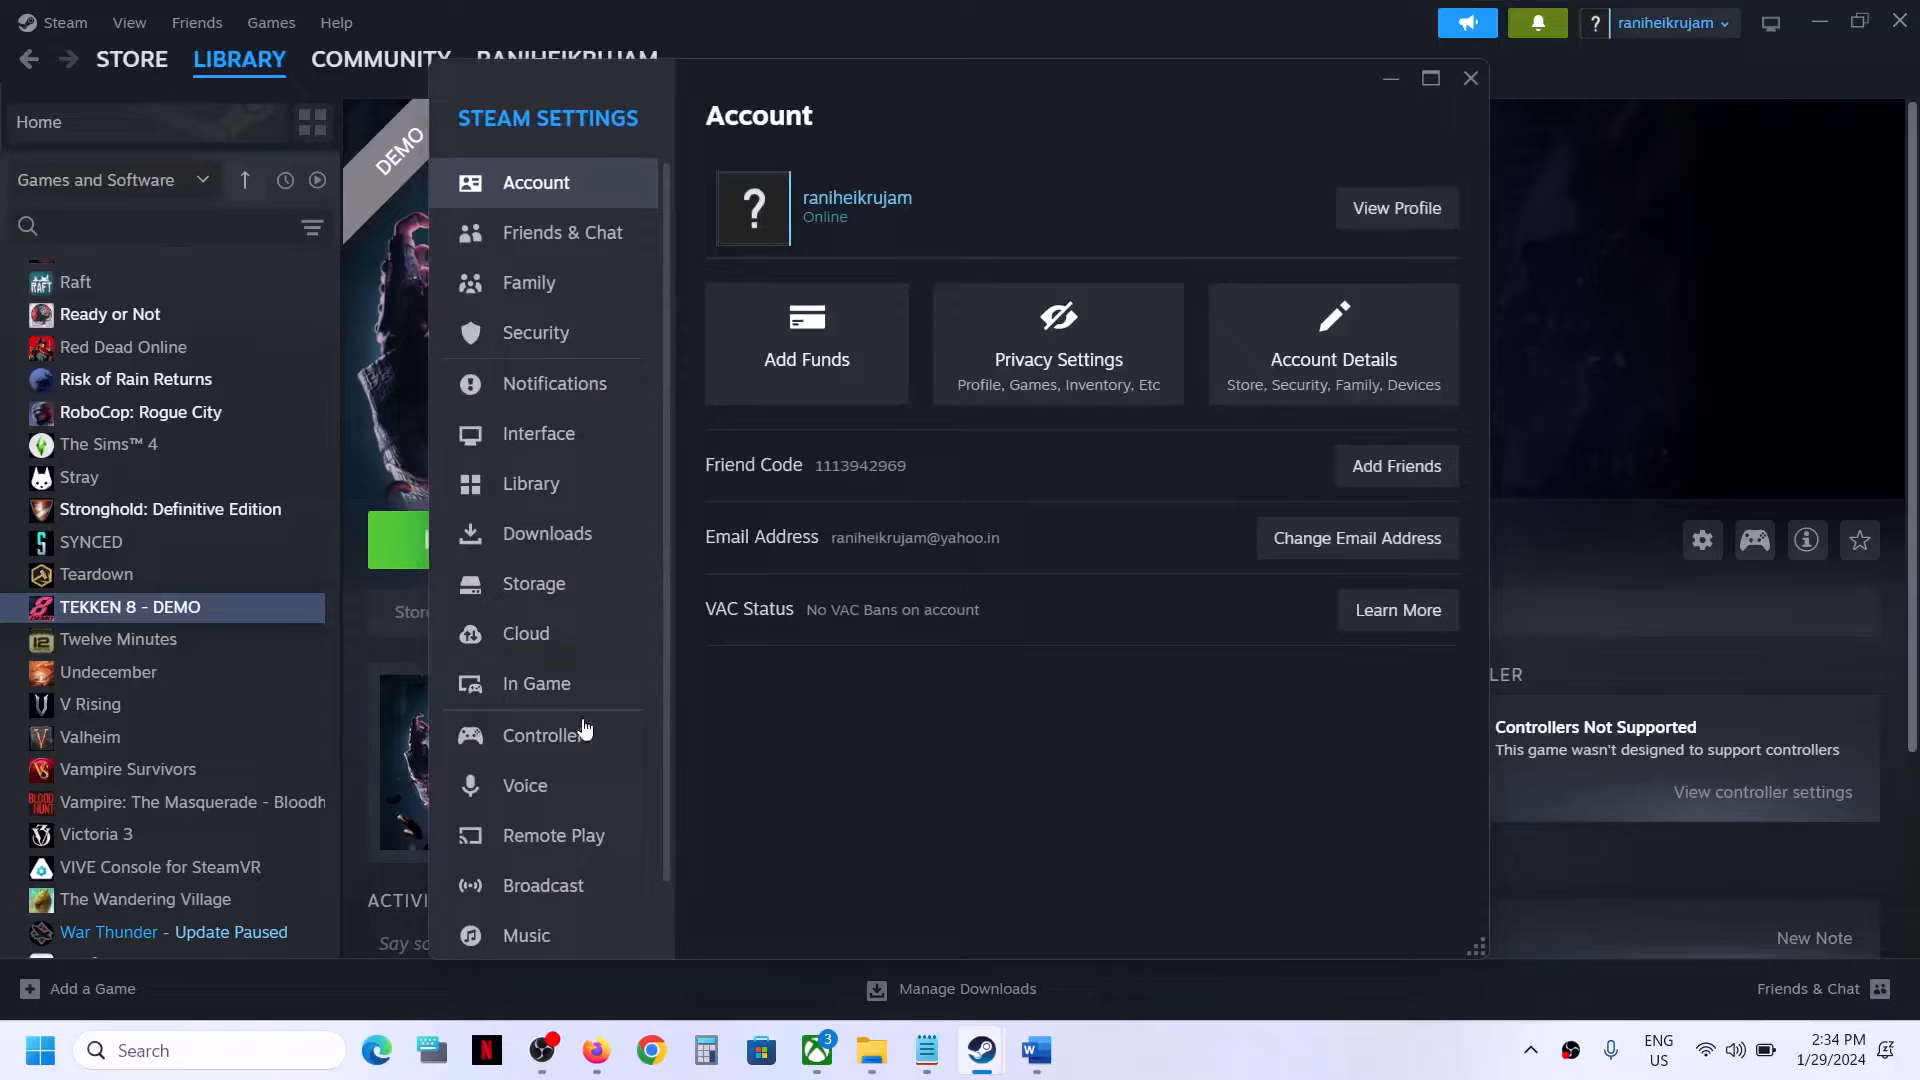 Steam View Friends Games Help
raniheikrujam
STORE LIBRARY COMMUNITY RANIHEIKRUJAM
Home
Games and Software
Raft
Ready or Not
Red Dead Online
Risk of Rain Returns
RoboCop: Rogue City
The Sims™ 4
Stray
Stronghold: Definitive Edition
SYNCED
Teardown
TEKKEN 8 - DEMO
Twelve Minutes
Undecember
V Rising
Valheim
Vampire Survivors
Vampire: The Masquerade - Bloodh
Victoria 3
VIVE Console for SteamVR
The Wandering Village
War Thunder - Update Paused
DEMO
ACTIVI
Say so
STEAM SETTINGS
Account
Friends & Chat
Family
Security
Notifications
Interface
Library
Downloads
Storage
Cloud
In Game
Controller
Voice
Remote Play
Broadcast
Music
Account
?
raniheikrujam
Online
View Profile
Add Funds
Privacy Settings
Profile, Games, Inventory, Etc
Account Details
Store, Security, Family, Devices
Friend Code 1113942969
Add Friends
Email Address raniheikrujam@yahoo.in
Change Email Address
VAC Status No VAC Bans on account
Learn More
LER
Controllers Not Supported
This game wasn't designed to support controllers
View controller settings
New Note
Add a Game
Manage Downloads
Friends & Chat
Search
3
ENG
US
2:34 PM
1/29/2024